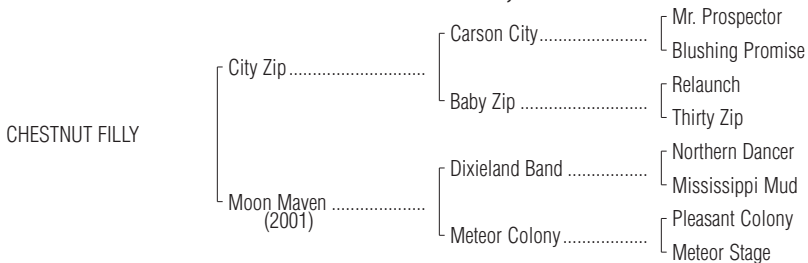 Mr. Prospector
Carson City........................
Blushing Promise
City Zip.............................
Relaunch
Baby Zip ...........................
Thirty Zip
CHESTNUT FILLY
Northern Dancer
Dixieland Band .................
Mississippi Mud
Moon Maven ....................
(2001)
Pleasant Colony
Meteor Colony..................
Meteor Stage